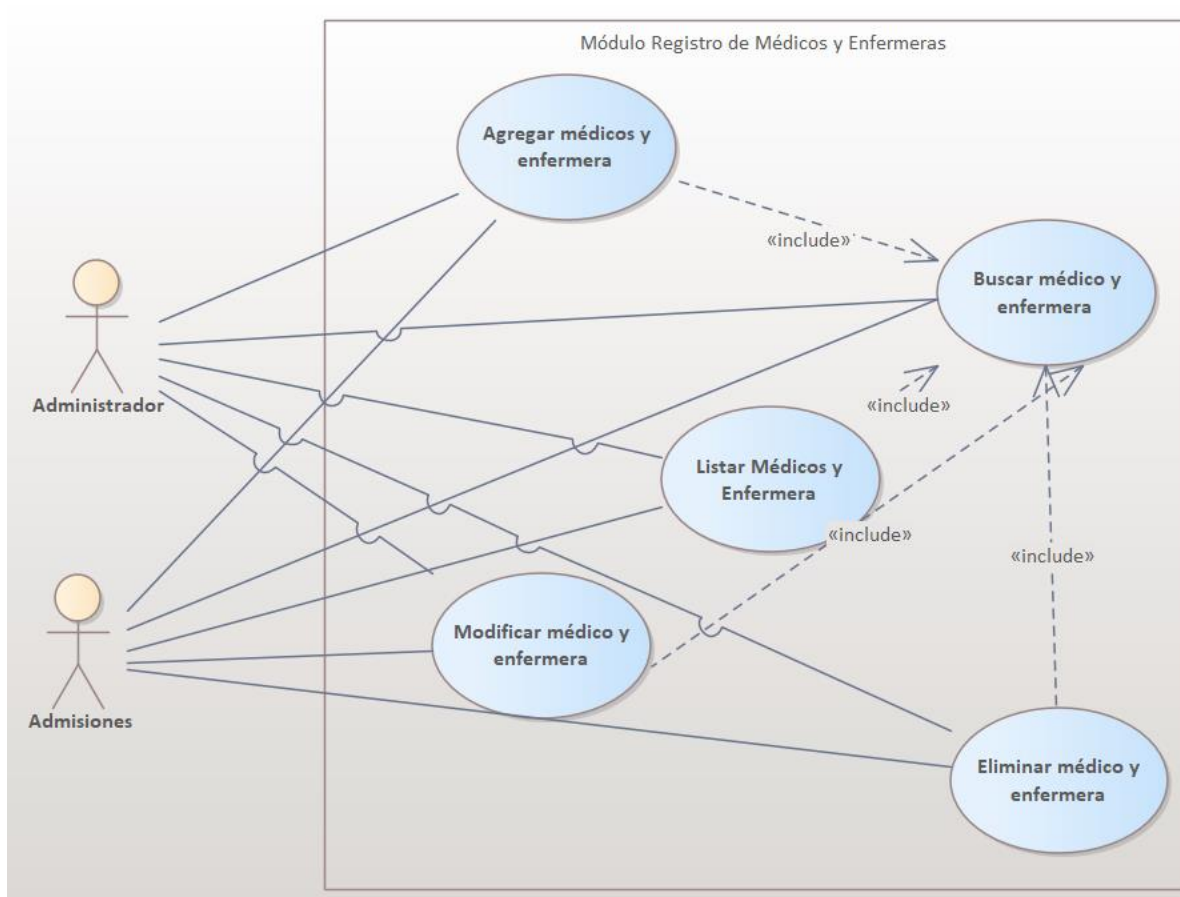 Módulo Registro de Médicos y Enfermeras
Agregar médicos y
enfermera
«include»
Buscar médico y
enfermera
Administrador
«include»
Listar Médicos y
Enfermera
«include»
«include»
Modificar médico y
enfermera
Admisiones
Eliminar médico y
enfermera